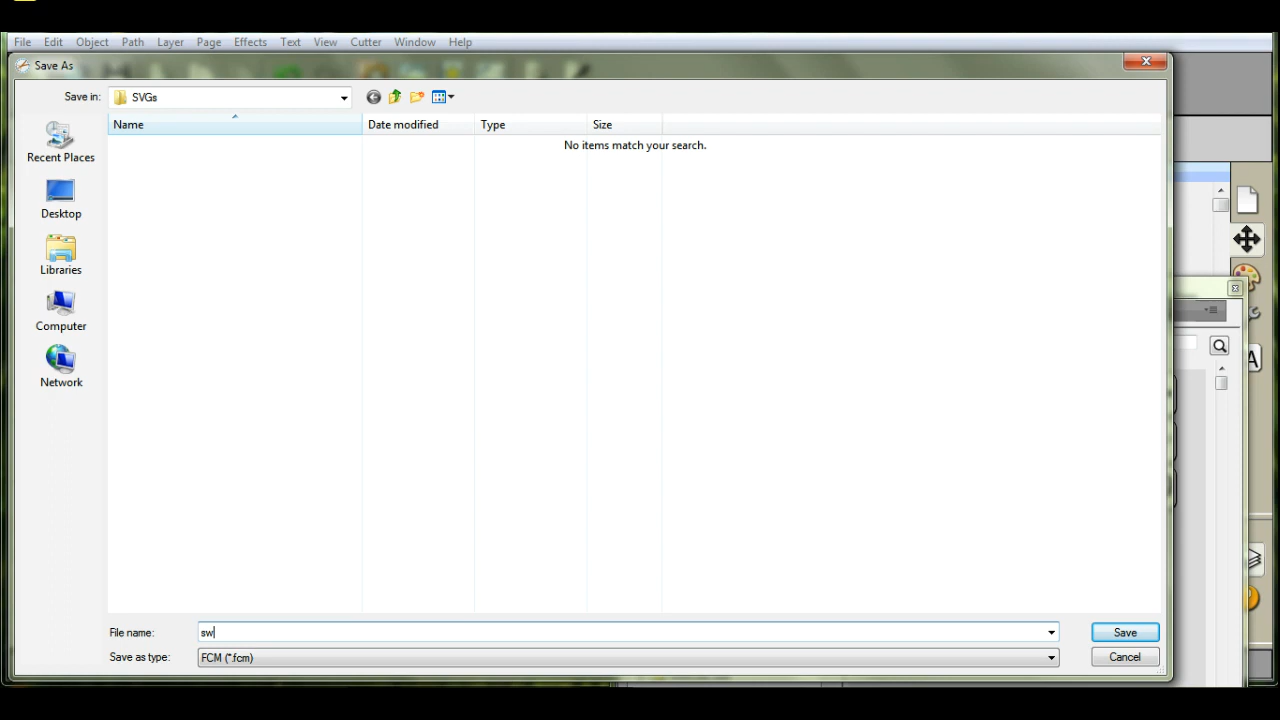 File Edit Object Path Layer Page Effects Text View Cutter Window Help
Save As
Save in: SVGs
Name Date modified Type Size
No items match your search.
Recent Places
Desktop
Libraries
Computer
Network
A
File name: sw
Save
Save as type: FCM (*.fcm)
Cancel